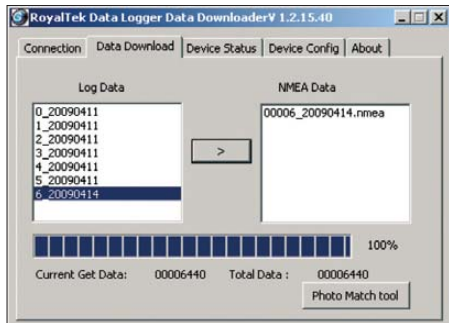 RoyalTek Data Logger Data DownloaderV 1.2.15.40
Connection Data Download Device Status Device Config About
Log Data NMEA Data
0_20090411 00006_20090414.nmea
1_20090411
2_20090411
3_20090411
4_20090411
5_20090411
6_20090414
>
100%
Current Get Data: 00006440 Total Data : 00006440
Photo Match tool